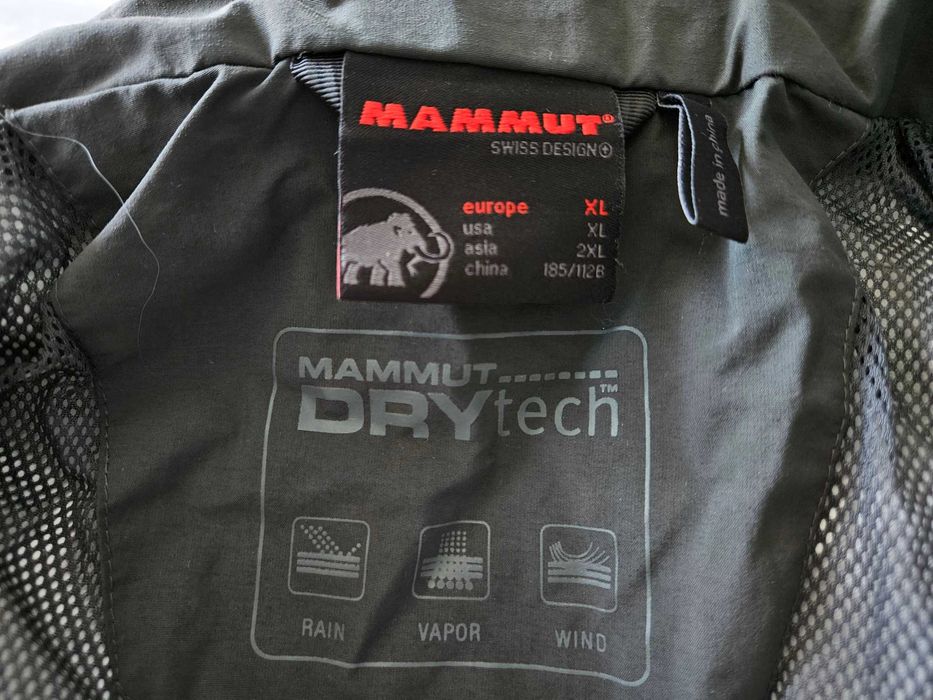 MAMMUT®
SWISS DESIGN
europe XL
usa XL
asia 2XL
china 185/112B
made in china
MAMMUT
DRYtech™
RAIN VAPOR WIND